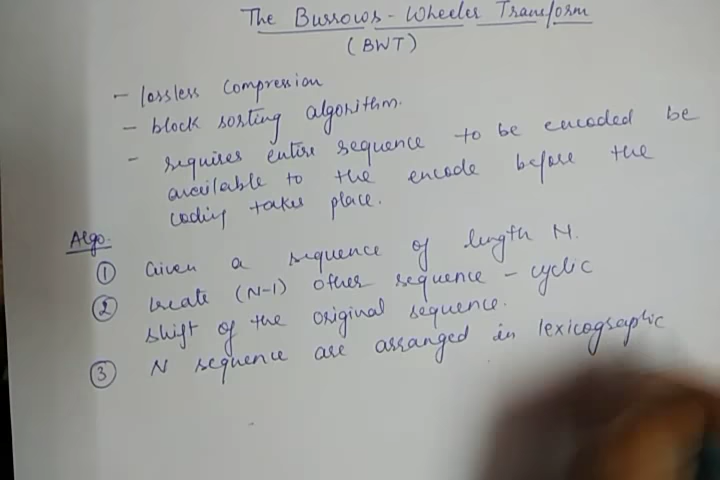 The Burrows-Wheeler Transform
(BWT)
- lossless compression
- block sorting algorithm.
- requires entire sequence to be encoded be
available to the encode before the
coding takes place.
Algo.
① Given a sequence of length N.
② create (N-1) other sequence - cyclic
shift of the original sequence.
③ N sequence are arranged in lexicographic